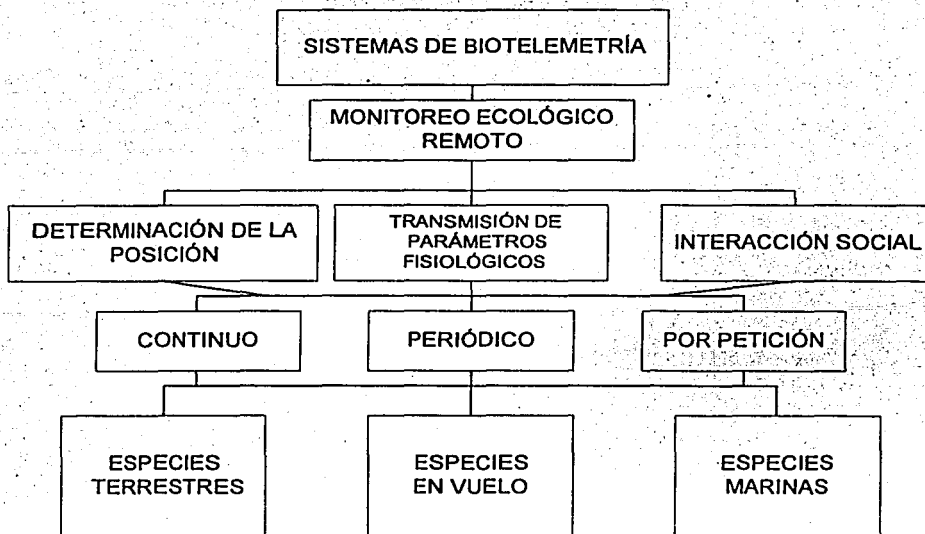 SISTEMAS DE BIOTELEMETRÍA
MONITOREO ECOLÓGICO
REMOTO
DETERMINACIÓN DE LA
POSICIÓN
TRANSMISIÓN DE
PARÁMETROS
FISIOLÓGICOS
INTERACCIÓN SOCIAL
CONTINUO
PERIÓDICO
POR PETICIÓN
ESPECIES
TERRESTRES
ESPECIES
EN VUELO
ESPECIES
MARINAS